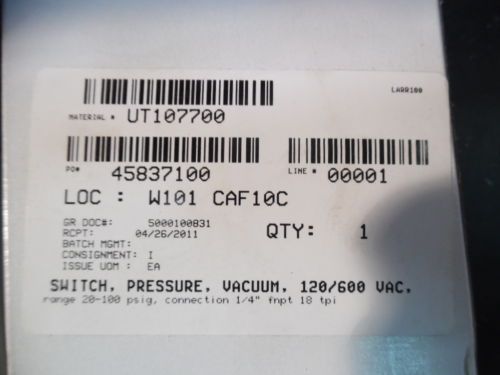 LARR100
MATERIAL # UT107700
PO# 45837100 LINE # 00001
LOC : W101 CAF10C
GR DOC#: 5000100831
RCPT: 04/26/2011 QTY: 1
BATCH MGMT:
CONSIGNMENT: I
ISSUE UOM : EA
SWITCH, PRESSURE, VACUUM, 120/600 VAC,
range 20-100 psig, connection 1/4" fnpt 18 tpi